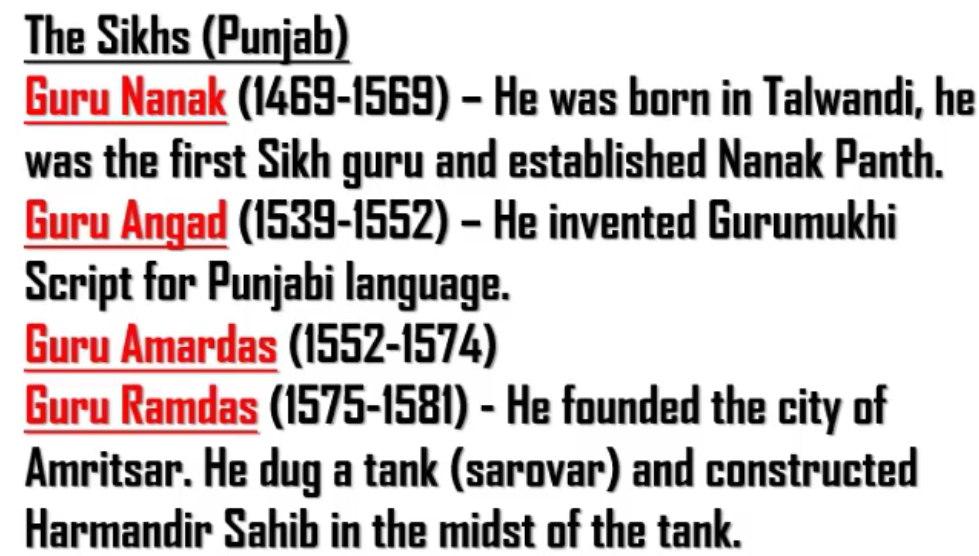 The Sikhs (Punjab)
Guru Nanak (1469-1569) – He was born in Talwandi, he
was the first Sikh guru and established Nanak Panth.
Guru Angad (1539-1552) – He invented Gurumukhi
Script for Punjabi language.
Guru Amardas (1552-1574)
Guru Ramdas (1575-1581) - He founded the city of
Amritsar. He dug a tank (sarovar) and constructed
Harmandir Sahib in the midst of the tank.